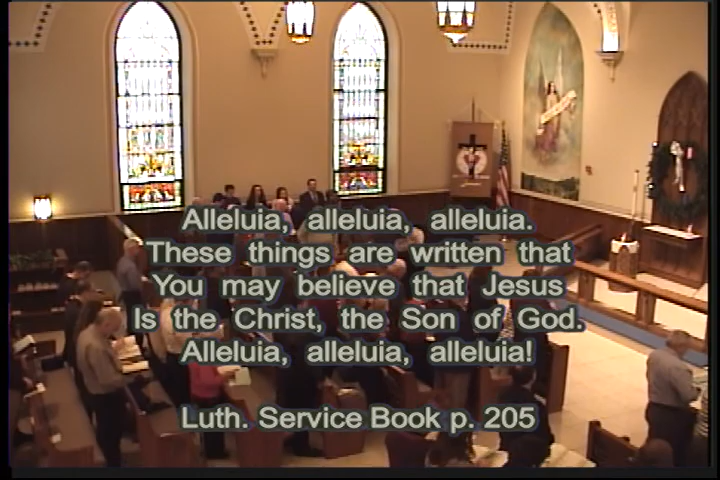 Alleluia, alleluia, alleluia.
These things are written that
You may believe that Jesus
Is the Christ, the Son of God.
Alleluia, alleluia, alleluia!
Luth. Service Book p. 205